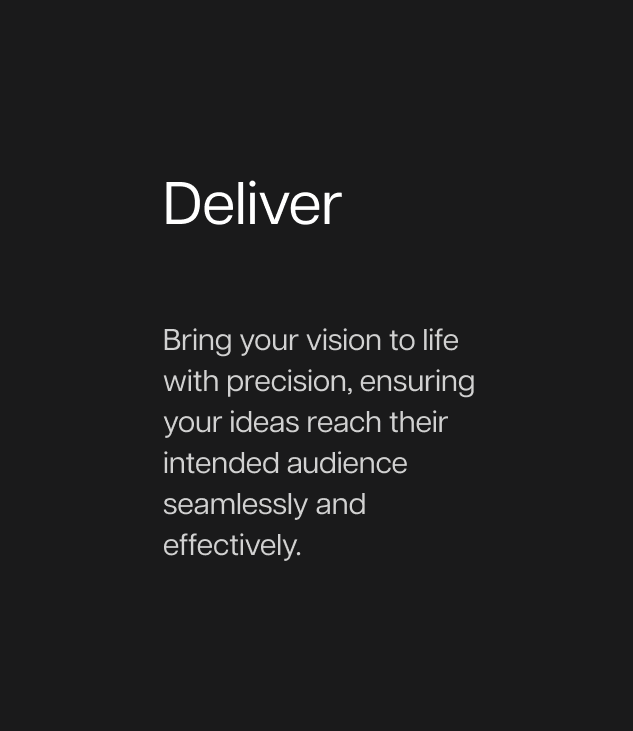 Deliver
Bring your vision to life
with precision, ensuring
your ideas reach their
intended audience
seamlessly and
effectively.